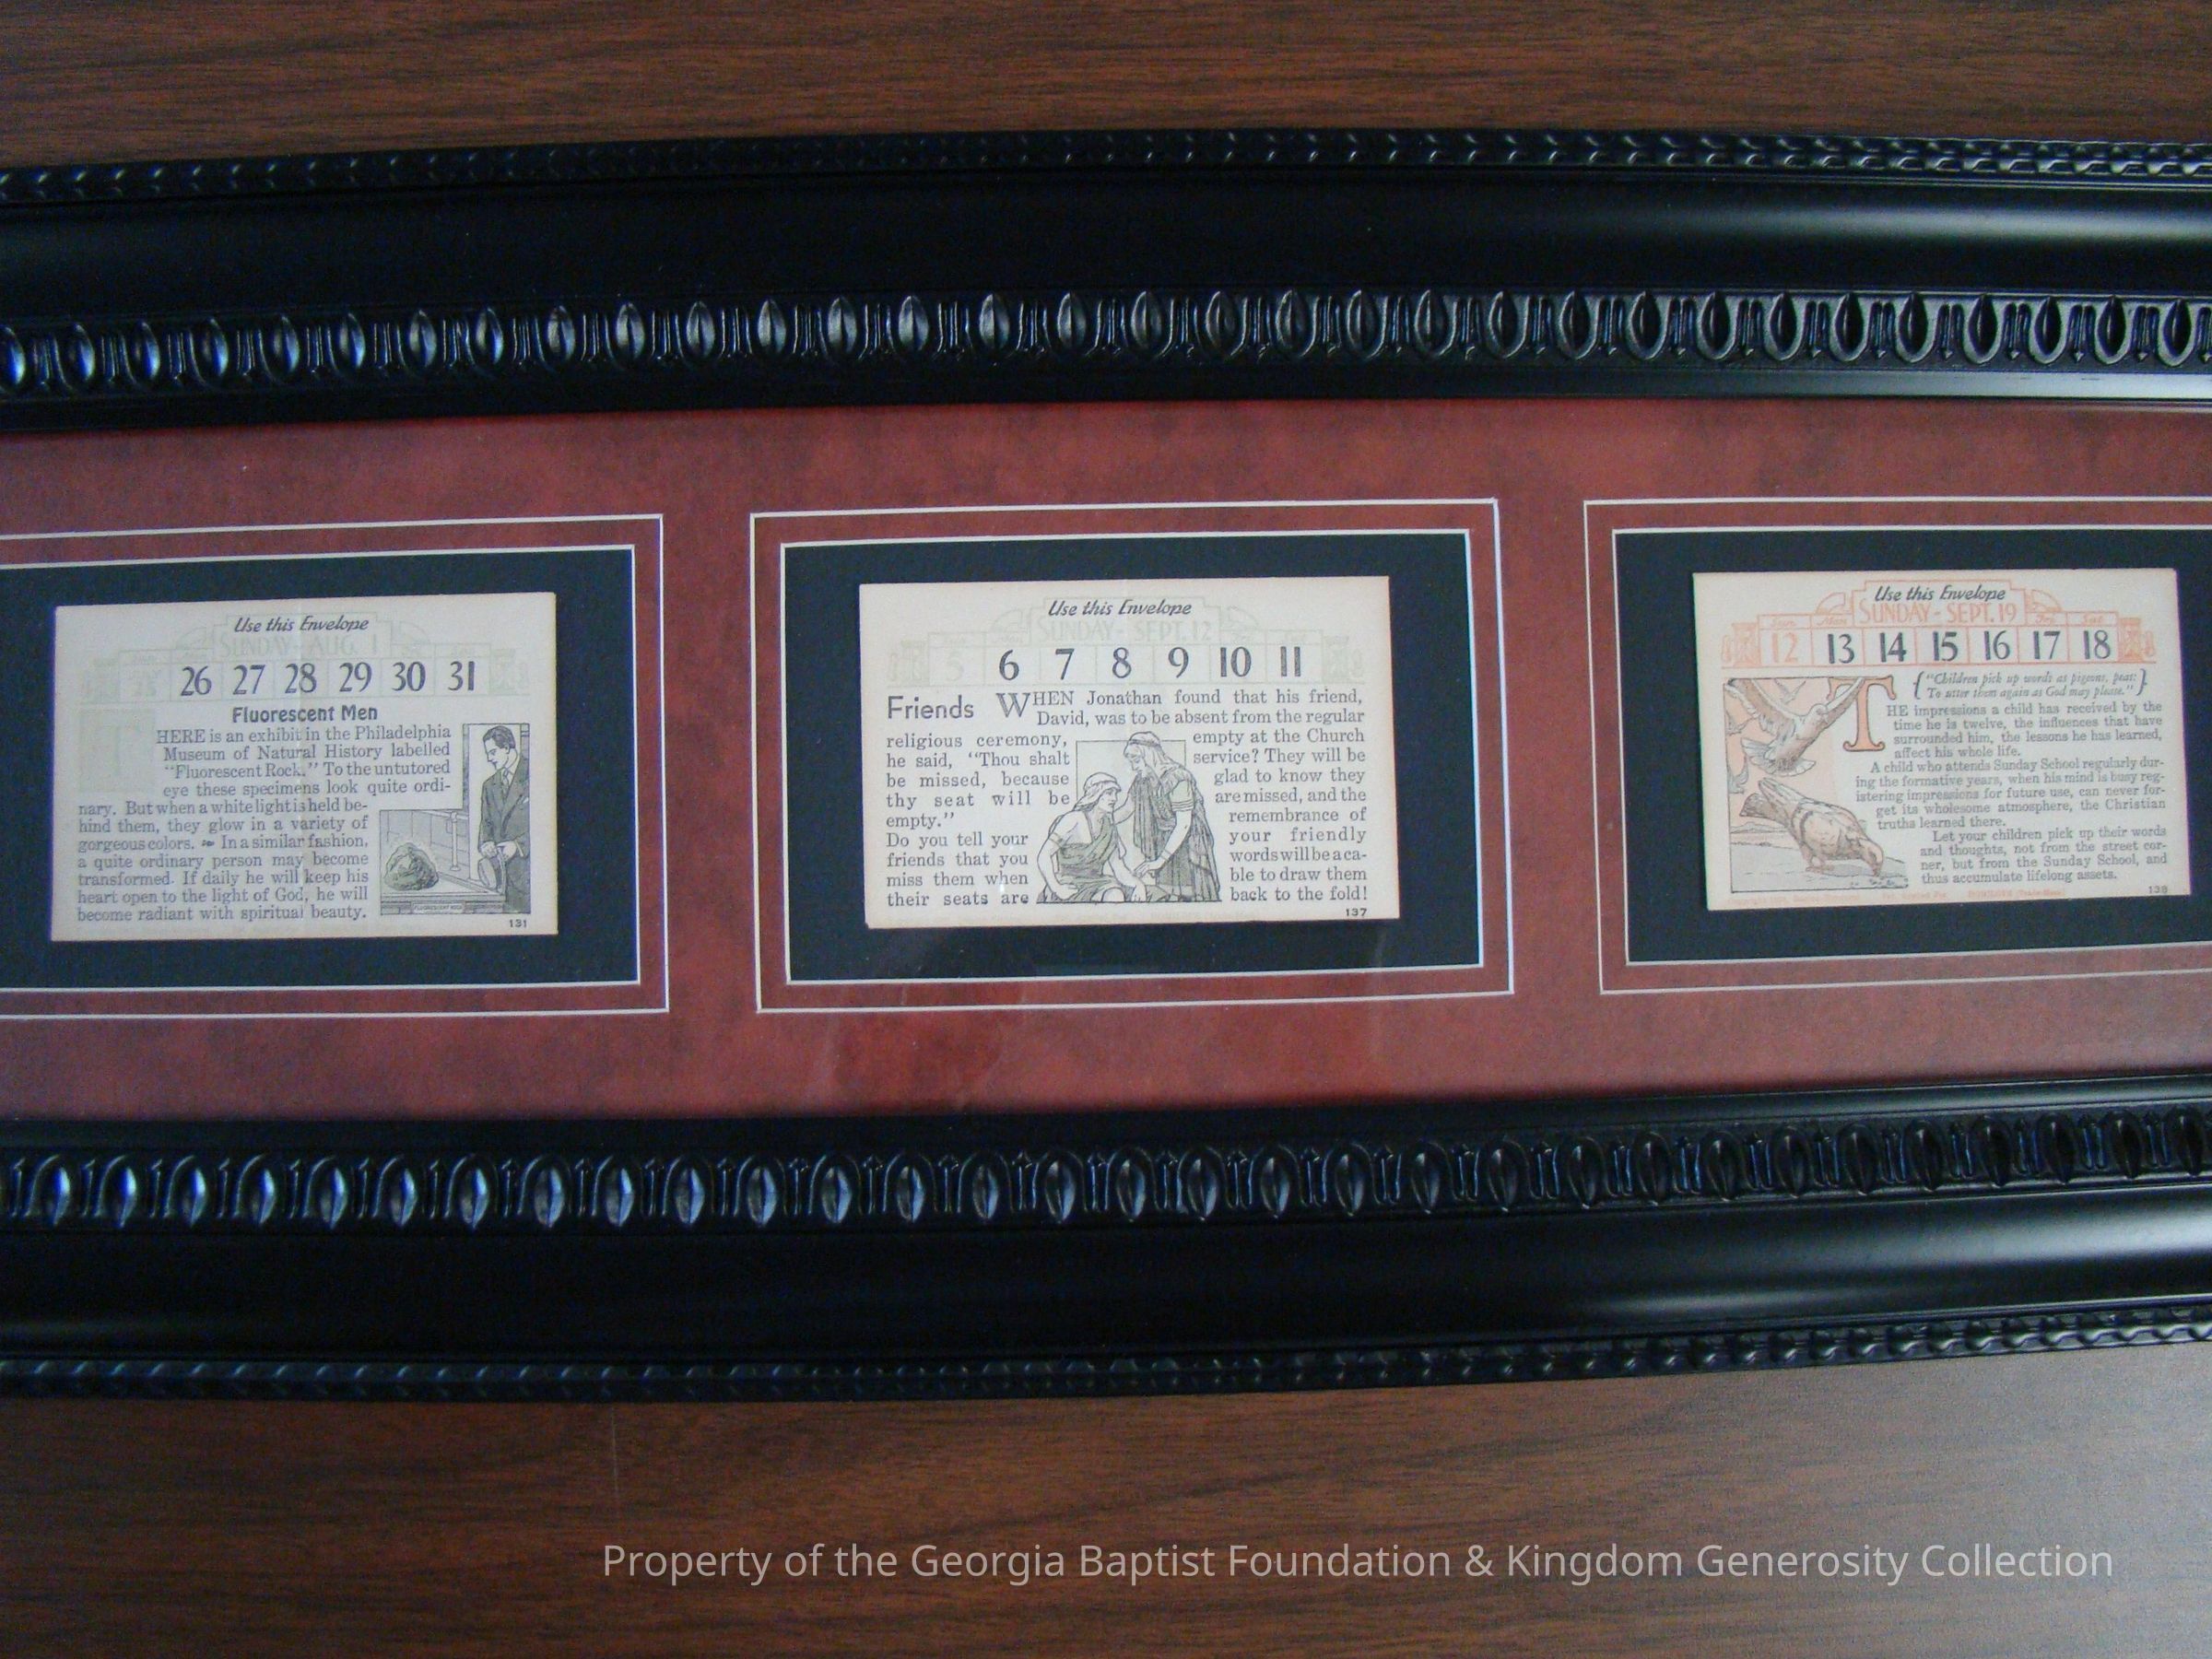 Use this Envelope
SUNDAY - AUG. 1
26 27 28 29 30 31
Fluorescent Men
THERE is an exhibit in the Philadelphia
Museum of Natural History labelled
"Fluorescent Rock." To the untutored
eye these specimens look quite ordi-
nary. But when a white light is held be-
hind them, they glow in a variety of
gorgeous colors. In a similar fashion,
a quite ordinary person may become
transformed. If daily he will keep his
heart open to the light of God, he will
become radiant with spiritual beauty.
FLUORESCENT ROCK
131
Use this Envelope
SUNDAY - SEPT. 12
5 6 7 8 9 10 11
Friends WHEN Jonathan found that his friend,
David, was to be absent from the regular
religious ceremony,
he said, "Thou shalt
be missed, because
thy seat will be
empty."
Do you tell your
friends that you
miss them when
their seats are
empty at the Church
service? They will be
glad to know they
are missed, and the
remembrance of
your friendly
words will be a ca-
ble to draw them
back to the fold!
137
Use this Envelope
SUNDAY - SEPT. 19
Sun Mon Fri Sat
12 13 14 15 16 17 18
"Children pick up words as pigeons, peas:
To utter them again as God may please."
THE impressions a child has received by the
time he is twelve, the influences that have
surrounded him, the lessons he has learned,
affect his whole life.
A child who attends Sunday School regularly dur-
ing the formative years, when his mind is busy reg-
istering impressions for future use, can never for-
get its wholesome atmosphere, the Christian
truths learned there.
Let your children pick up their words
and thoughts, not from the street cor-
ner, but from the Sunday School, and
thus accumulate lifelong assets.
138
Property of the Georgia Baptist Foundation & Kingdom Generosity Collection